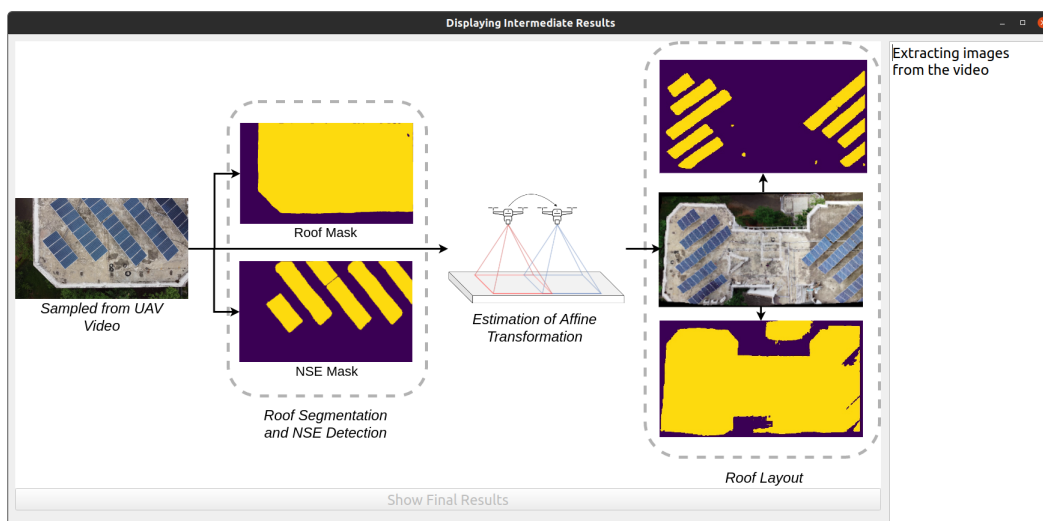 Displaying Intermediate Results
Extracting images
from the video
Roof Mask
Sampled from UAV
Video
NSE Mask
Roof Segmentation
and NSE Detection
Estimation of Affine
Transformation
Roof Layout
Show Final Results